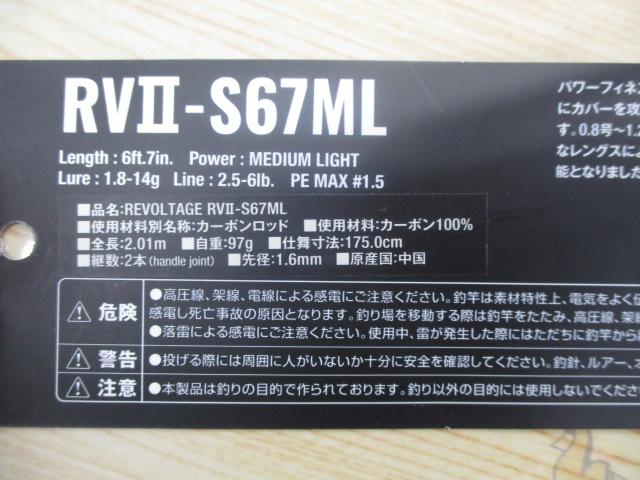 RVII-S67ML
Length : 6ft.7in. Power : MEDIUM LIGHT
Lure : 1.8-14g Line : 2.5-6lb. PE MAX #1.5
■品名:REVOLTAGE RVII-S67ML
■使用材料別名称:カーボンロッド ■使用材料:カーボン100%
■全長:2.01m ■自重:97g ■仕舞寸法:175.0cm
■継数:2本(handle joint) ■先径:1.6mm ■原産国:中国
パワーフィネス
にカバーを攻
す。0.8号〜1.2
なレングスによ
能となりました
危険
●高圧線、架線、電線による感電にご注意ください。釣竿は素材特性上、電気をよく
感電し死亡事故の原因となります。釣り場を移動する際は釣竿をたたみ、高圧線、架線
●落雷による感電にご注意ください。使用中、雷が発生した際にはただちに釣竿から
警告
●投げる際には周囲に人がいないか十分に安全を確認してください。釣針、ルアー、オ
注意
●本製品は釣りの目的で作られております。釣り以外の目的には使用しないでくださ